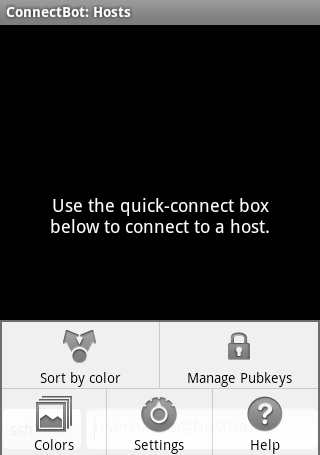 ConnectBot: Hosts
Use the quick-connect box
below to connect to a host.
Sort by color
Manage Pubkeys
ssh
Colors
Settings
Help